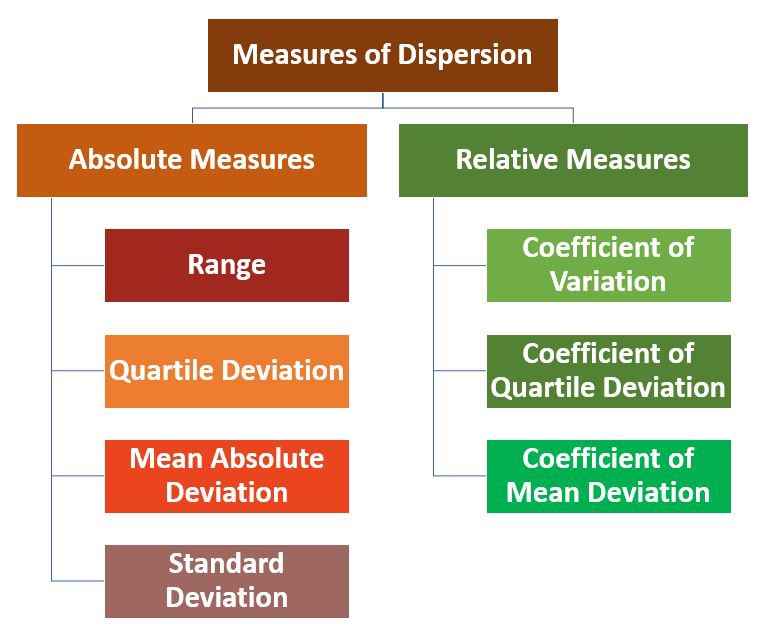 Measures of Dispersion
Absolute Measures
Range
Quartile Deviation
Mean Absolute
Deviation
Standard
Deviation
Relative Measures
Coefficient of
Variation
Coefficient of
Quartile Deviation
Coefficient of
Mean Deviation